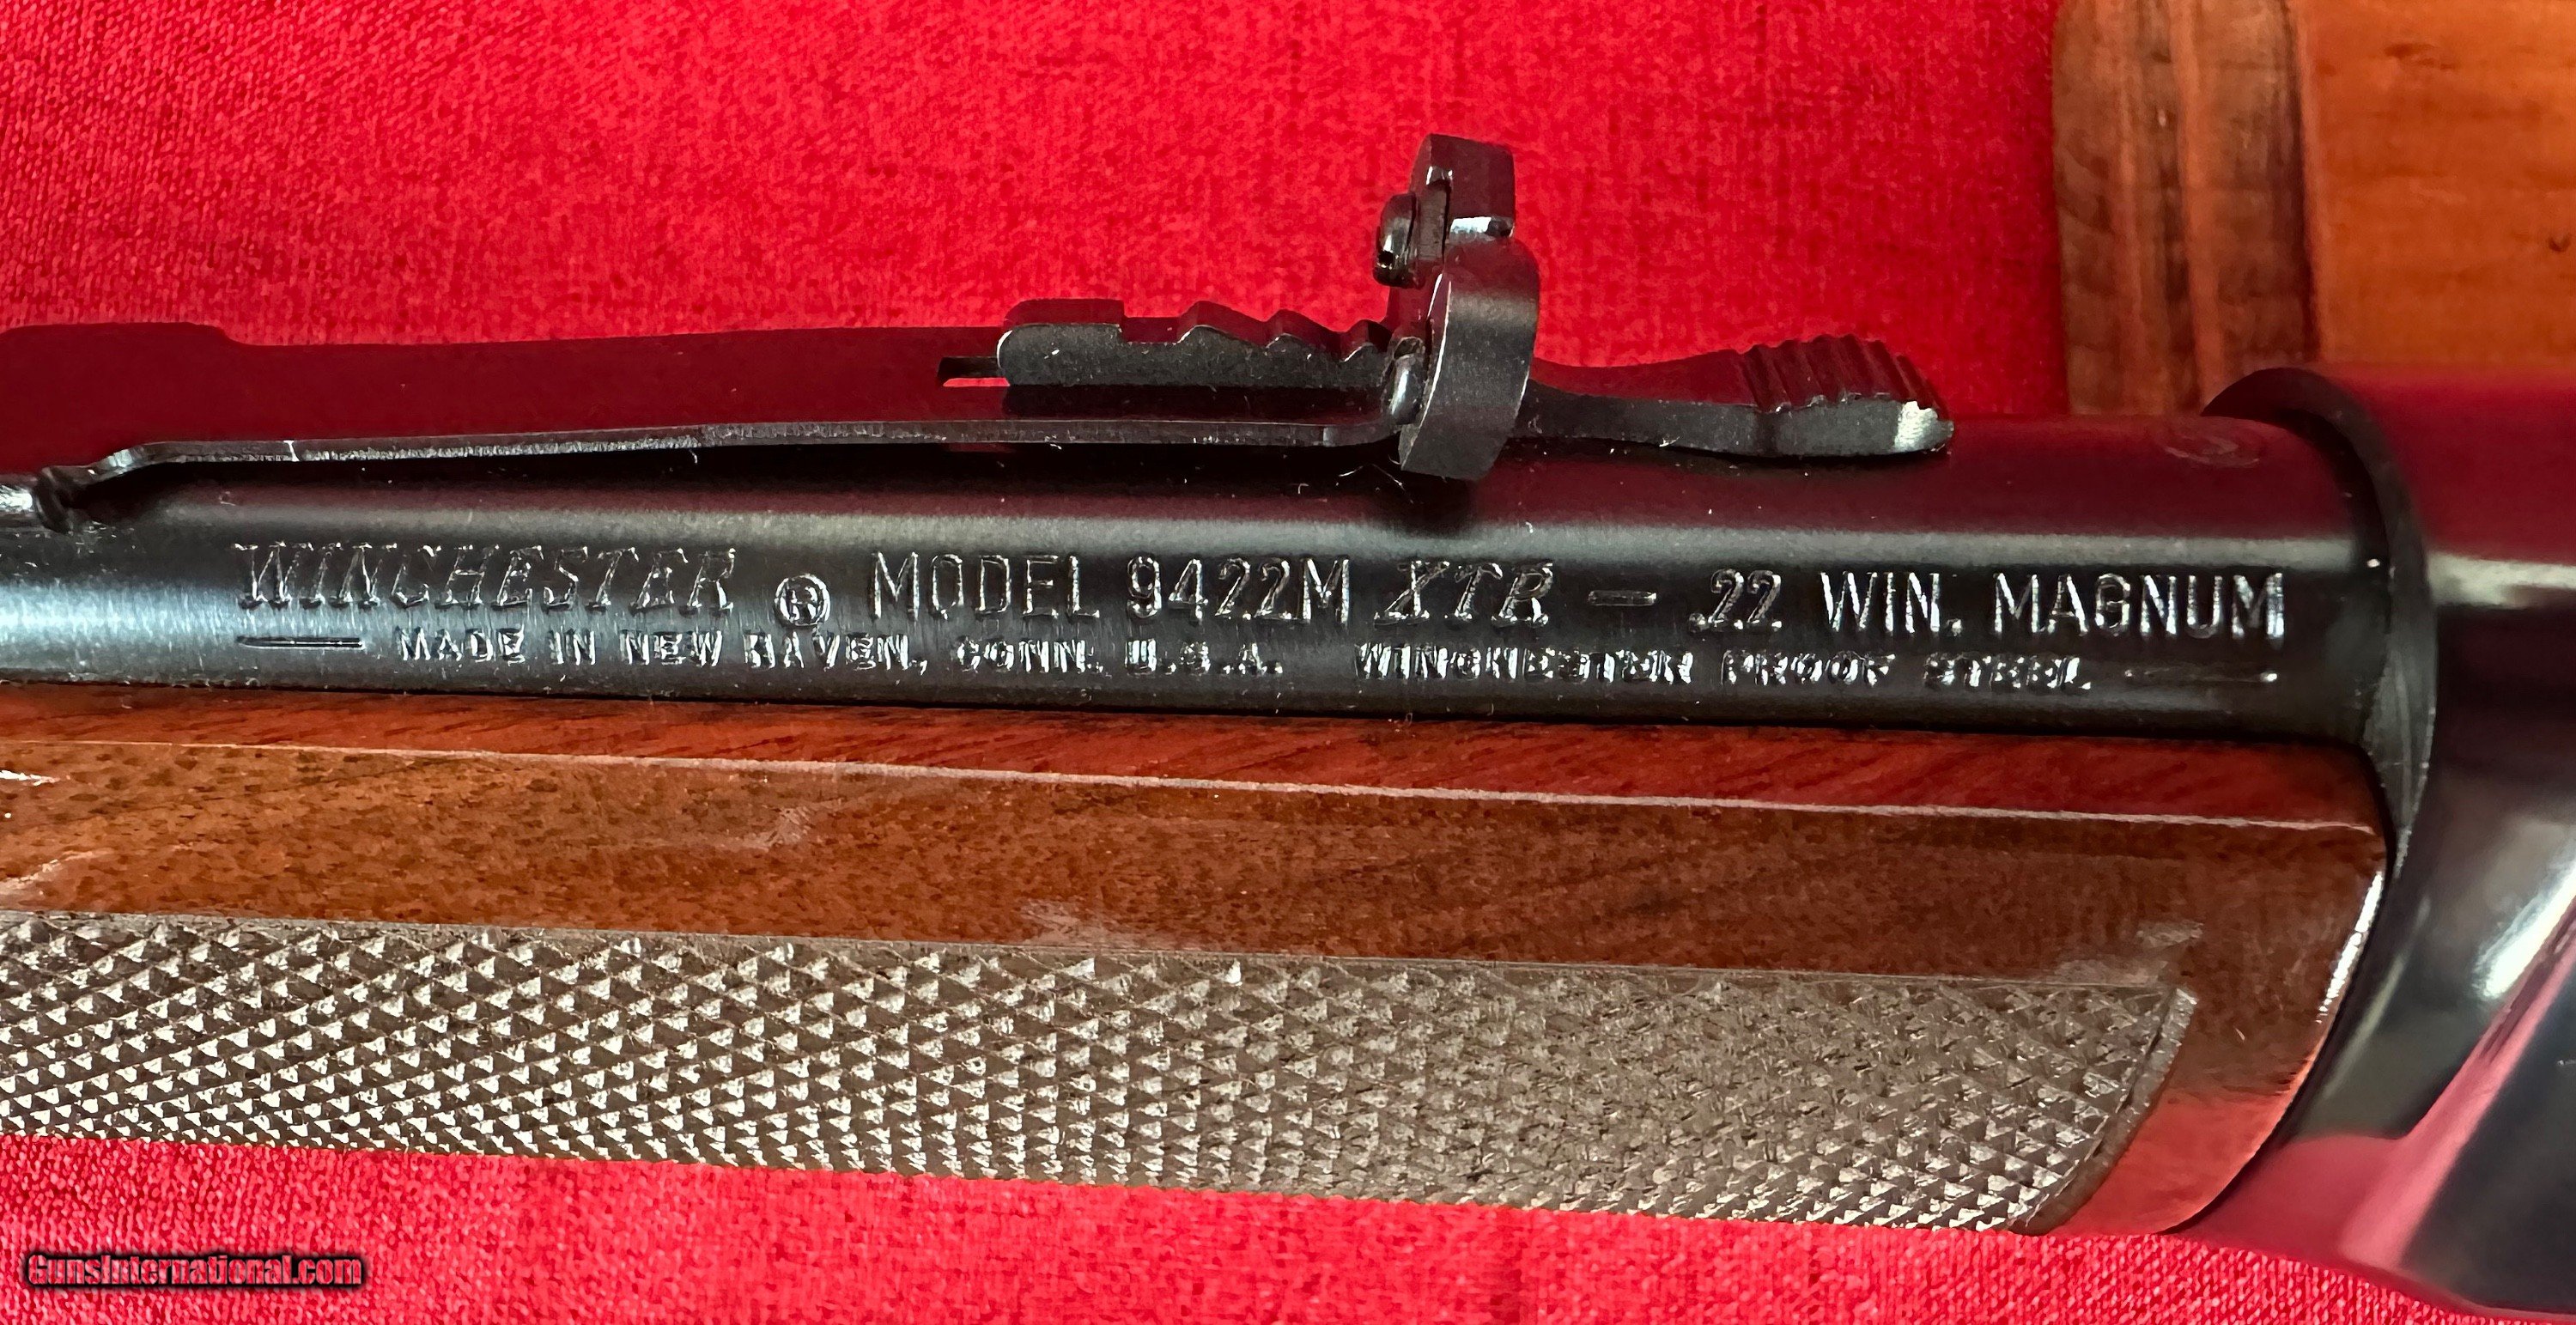 WINCHESTER ® MODEL 9422M XTR — .22 WIN. MAGNUM
— MADE IN NEW HAVEN, CONN. U.S.A. WINCHESTER PROOF STEEL —
GunsInternational.com